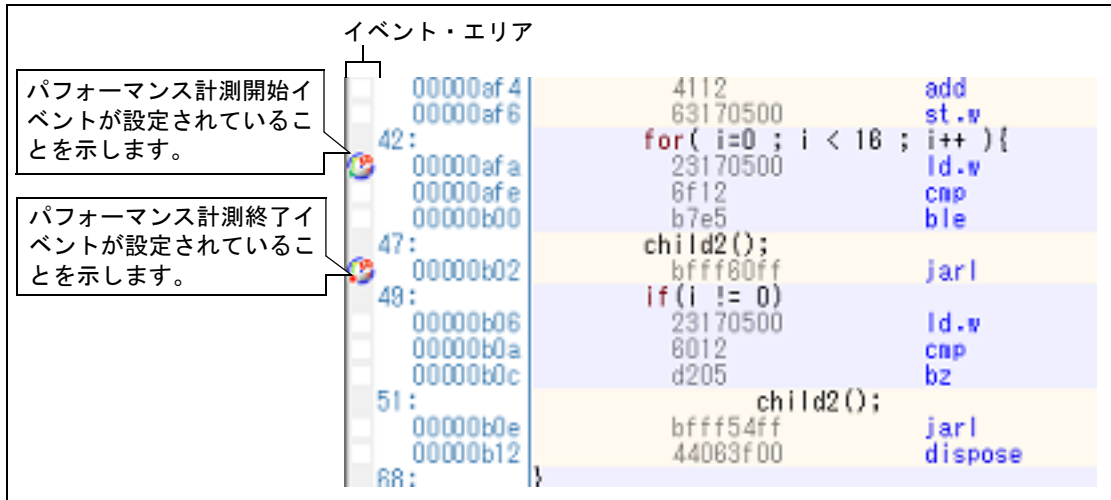 イベント・エリア
パフォーマンス計測開始イ
ベントが設定されているこ
とを示します。
パフォーマンス計測終了イ
ベントが設定されているこ
とを示します。
00000af4 4112 add
00000af6 63170500 st.w
42: for( i=0 ; i < 16 ; i++ ){
00000afa 23170500 ld.w
00000afe 6f12 cmp
00000b00 b7e5 ble
47: child2();
00000b02 bfff60ff jarl
49: if(i != 0)
00000b06 23170500 ld.w
00000b0a 6012 cmp
00000b0c d205 bz
51: child2();
00000b0e bfff54ff jarl
00000b12 44063f00 dispose
68: }